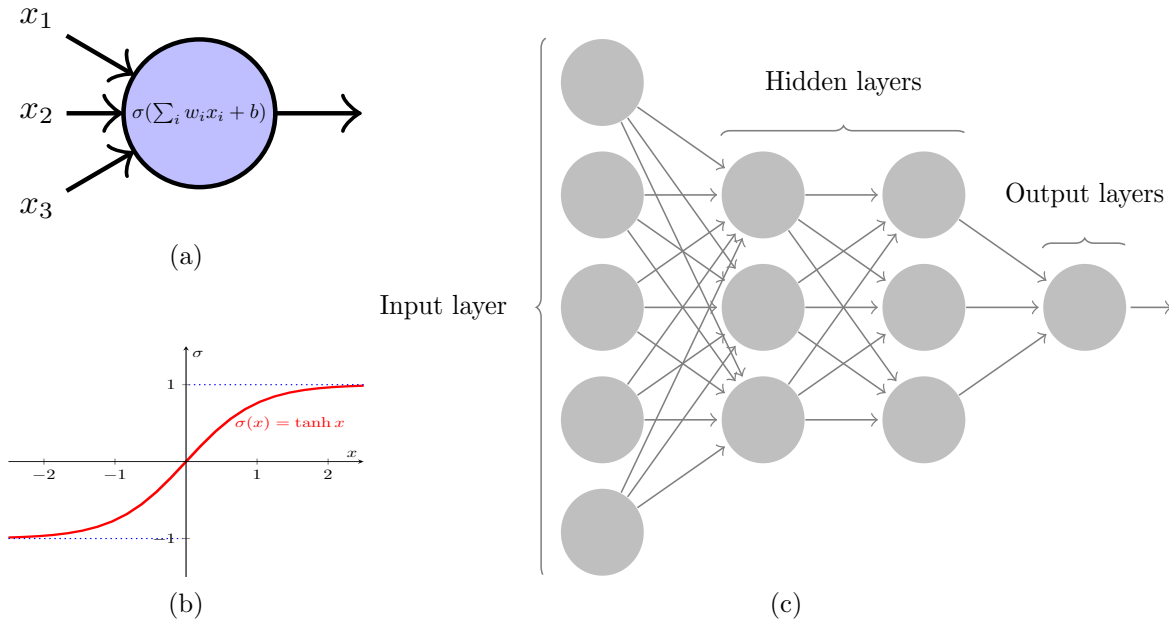 x₁
x₂
x₃
σ(∑ᵢ wᵢxᵢ + b)
(a)
σ
1
σ(x) = tanh x
x
−2
−1
1
2
−1
(b)
Hidden layers
Output layers
Input layer
(c)